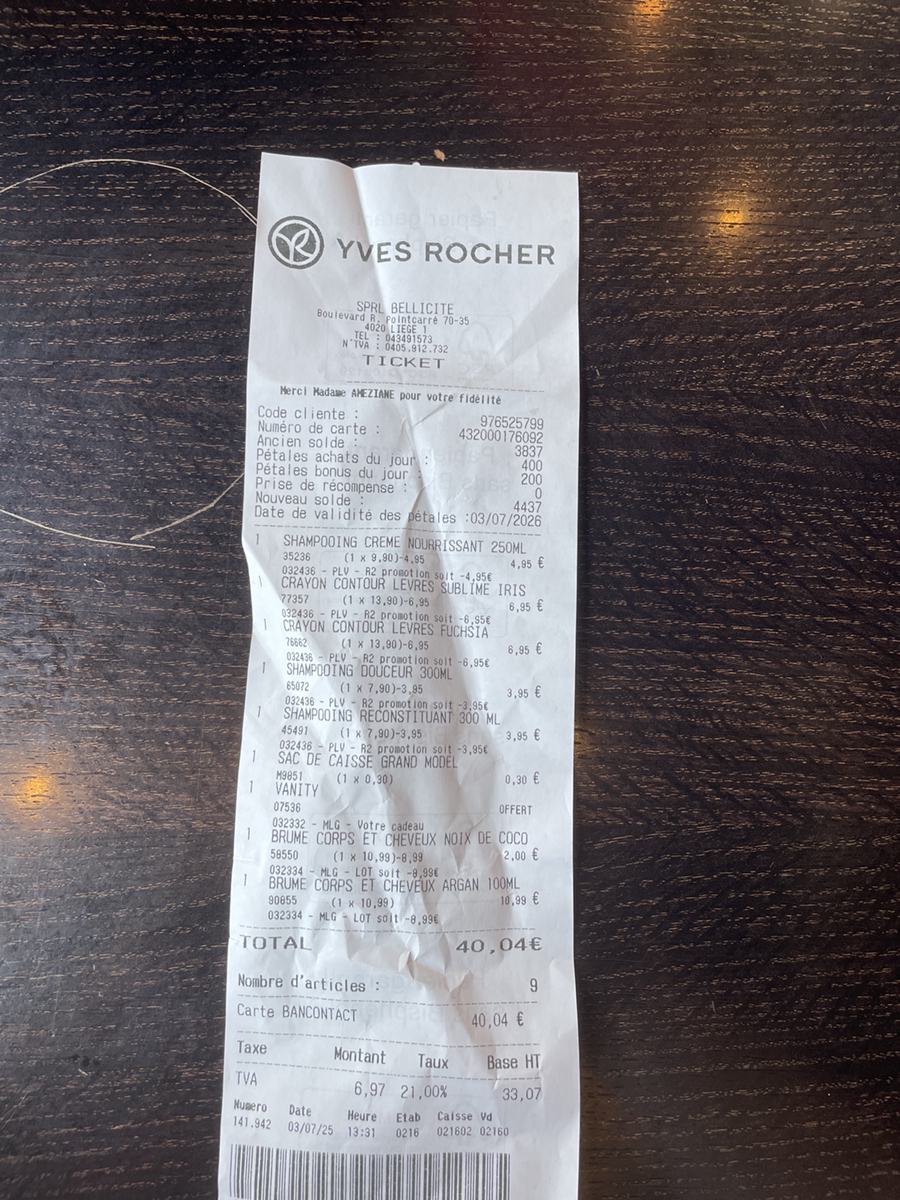 YVES ROCHER
SPRL BELLICITE
Boulevard R. Pointcarré 70-35
4020 LIEGE 1
TEL : 043491573
N°TVA : 0405.912.732
TICKET
Merci Madame AMEZIANE pour votre fidélité
Code cliente : 976525799
Numéro de carte : 432000176092
Ancien solde : 3837
Pétales achats du jour : 400
Pétales bonus du jour : 200
Prise de récompense : 0
Nouveau solde : 4437
Date de validité des pétales :03/07/2026
1 SHAMPOOING CREME NOURRISSANT 250ML
35236 (1 x 9,90)-4,95 4,95 €
032436 - PLV - R2 promotion soit -4,95€
1 CRAYON CONTOUR LEVRES SUBLIME IRIS
77357 (1 x 13,90)-6,95 6,95 €
032436 - PLV - R2 promotion soit -6,95€
1 CRAYON CONTOUR LEVRES FUCHSIA
76662 (1 x 13,90)-6,95 6,95 €
032436 - PLV - R2 promotion soit -6,95€
1 SHAMPOOING DOUCEUR 300ML
65072 (1 x 7,90)-3,95 3,95 €
032436 - PLV - R2 promotion soit -3,95€
1 SHAMPOOING RECONSTITUANT 300 ML
45491 (1 x 7,90)-3,95 3,95 €
032436 - PLV - R2 promotion soit -3,95€
1 SAC DE CAISSE GRAND MODEL
M9851 (1 x 0,30) 0,30 €
1 VANITY
07536 OFFERT
032332 - MLG - Votre cadeau
1 BRUME CORPS ET CHEVEUX NOIX DE COCO
58550 (1 x 10,99)-8,99 2,00 €
032334 - MLG - LOT soit -8,99€
1 BRUME CORPS ET CHEVEUX ARGAN 100ML
90855 (1 x 10,99) 10,99 €
032334 - MLG - LOT soit -8,99€
TOTAL 40,04€
Nombre d'articles : 9
Carte BANCONTACT 40,04 €
Taxe Montant Taux Base HT
TVA 6,97 21,00% 33,07
Numero Date Heure Etab Caisse Vd
141.942 03/07/25 13:31 0216 021602 02160